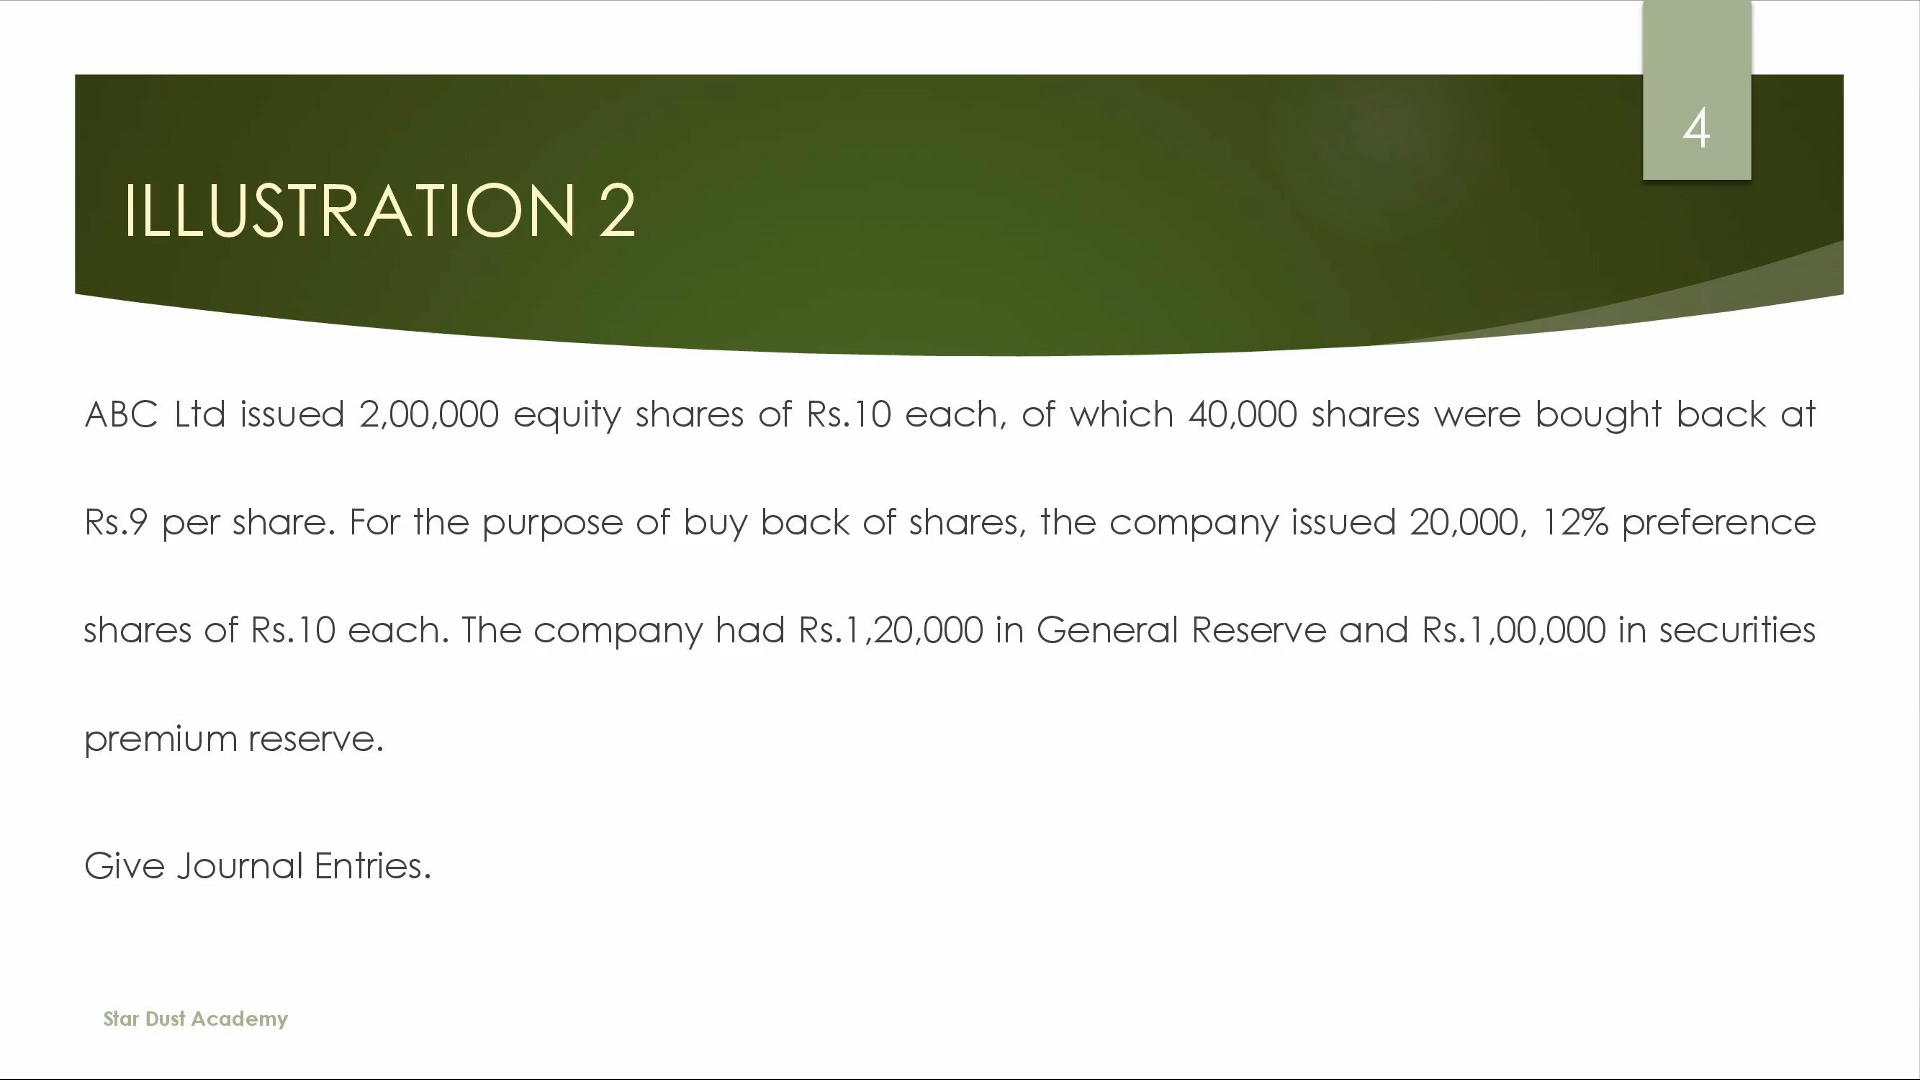 4
ILLUSTRATION 2
ABC Ltd issued 2,00,000 equity shares of Rs.10 each, of which 40,000 shares were bought back at
Rs.9 per share. For the purpose of buy back of shares, the company issued 20,000, 12% preference
shares of Rs.10 each. The company had Rs.1,20,000 in General Reserve and Rs.1,00,000 in securities
premium reserve.
Give Journal Entries.
Star Dust Academy